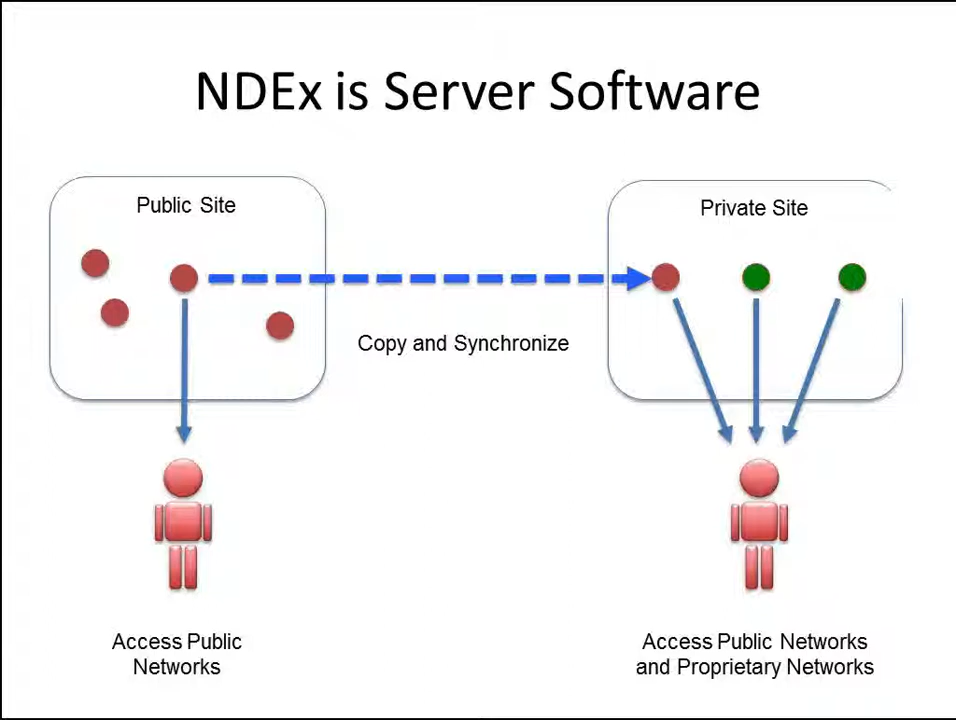 NDEx is Server Software
Public Site
Private Site
Copy and Synchronize
Access Public
Networks
Access Public Networks
and Proprietary Networks